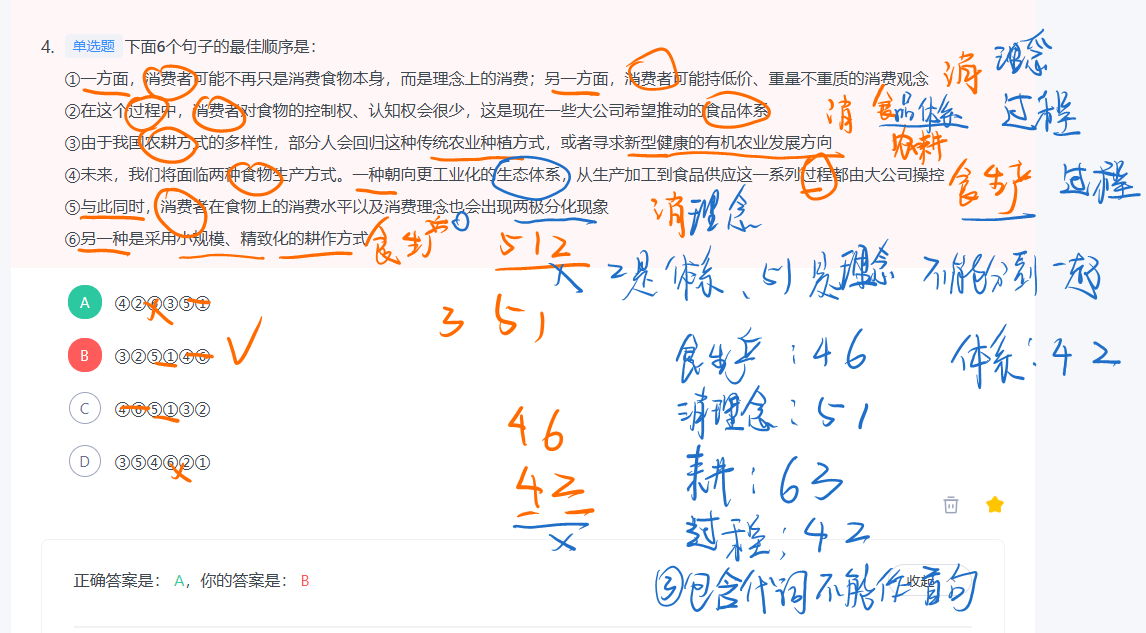 4. 单选题 下面6个句子的最佳顺序是：
①一方面，消费者可能不再只是消费食物本身，而是理念上的消费；另一方面，消费者可能持低价、重量不重质的消费观念
消 理念
②在这个过程中，消费者对食物的控制权、认知权会很少，这是现在一些大公司希望推动的食品体系
消 食品体系 过程
③由于我国农耕方式的多样性，部分人会回归这种传统农业种植方式，或者寻求新型健康的有机农业发展方向
农耕
④未来，我们将面临两种食物生产方式。一种朝向更工业化的生态体系，从生产加工到食品供应这一系列过程都由大公司操控
食生产 过程
⑤与此同时，消费者在食物上的消费水平以及消费理念也会出现两极分化现象
消理念
⑥另一种是采用小规模、精致化的耕作方式
食生产
512
x 2是体系、51是理念 不能分到一起
A ④②⑥③⑤①
x
3 51
B ③②⑤①④⑥
食生产：46 体系：42
C ④⑥⑤①③②
消理念：51
46
D ③⑤④⑥②①
x
42
耕：63
x
过程：42
③包含代词不能作首句
正确答案是： A，你的答案是： B
收起